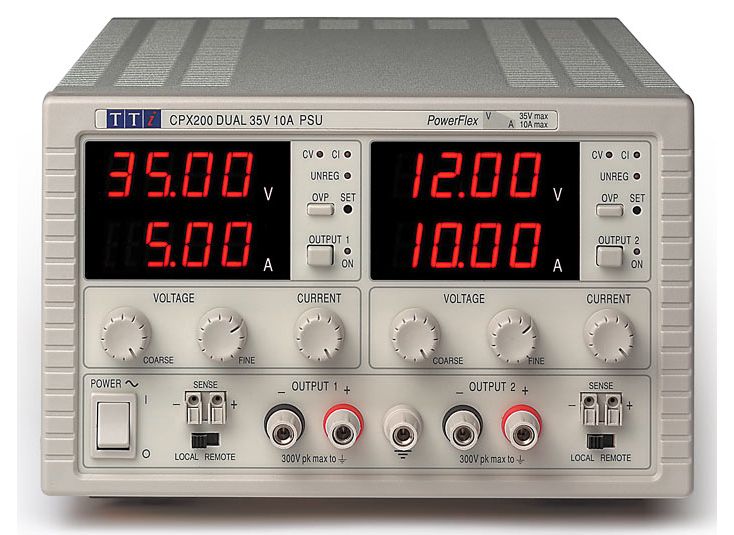 TTi CPX200 DUAL 35V 10A PSU PowerFlex V A 35V max 10A max
35.00 V
5.00 A
CV CI
UNREG
OVP SET
OUTPUT 1
ON
12.00 V
10.00 A
CV CI
UNREG
OVP SET
OUTPUT 2
ON
VOLTAGE CURRENT
COARSE FINE
VOLTAGE CURRENT
COARSE FINE
POWER
I
O
SENSE
- +
LOCAL REMOTE
OUTPUT 1
- +
300V pk max to
OUTPUT 2
- +
300V pk max to
SENSE
- +
LOCAL REMOTE